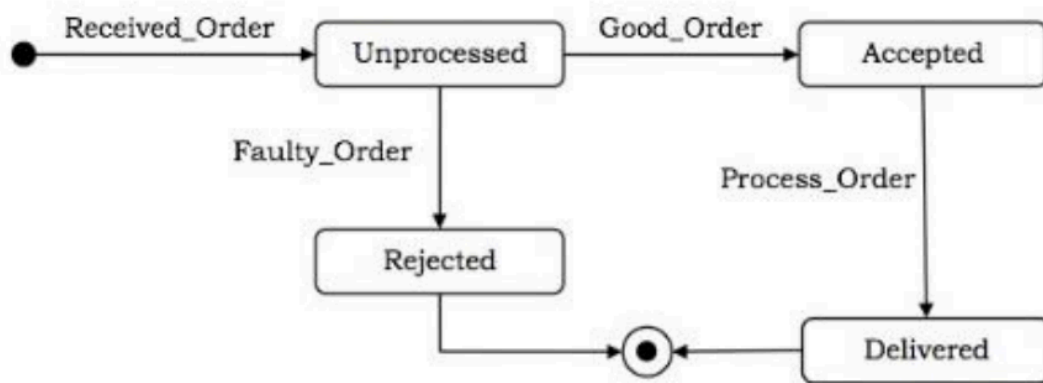 Received_Order
Unprocessed
Good_Order
Accepted
Faulty_Order
Process_Order
Rejected
Delivered